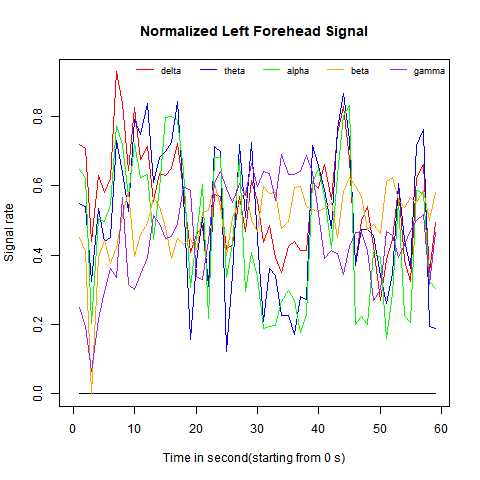 Normalized Left Forehead Signal
delta theta alpha beta gamma
Signal rate
0.8
0.6
0.4
0.2
0.0
0 10 20 30 40 50 60
Time in second(starting from 0 s)